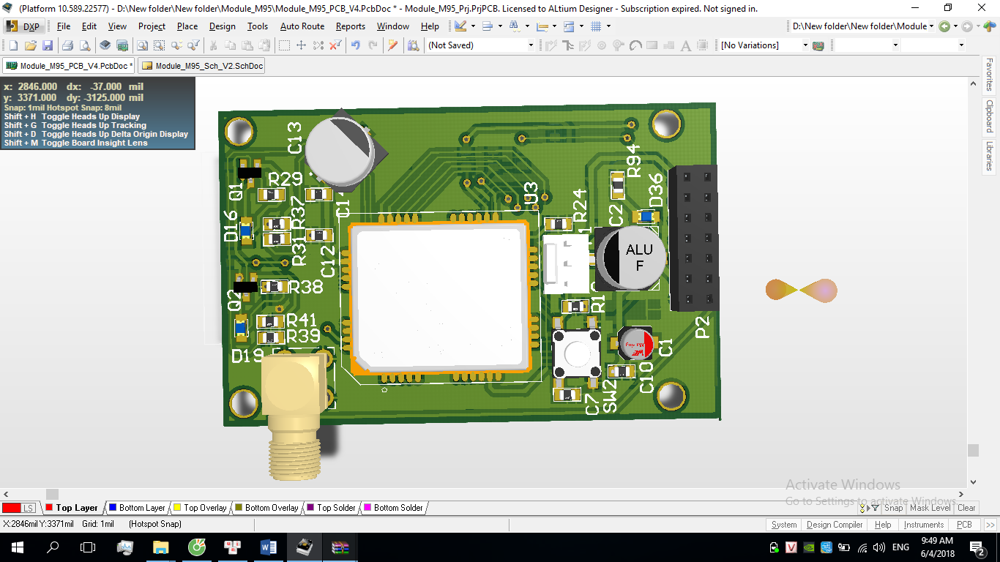 (Platform 10.589.22577) - D:\New folder\New folder\Module_M95\Module_M95_PCB_V4.PcbDoc * - Module_M95_Prj.PrjPCB. Licensed to ALtium Designer - Subscription expired. Not signed in.
DXP File Edit View Project Place Design Tools Auto Route Reports Window Help D:\New folder\New folder\Module
(Not Saved) [No Variations]
Module_M95_PCB_V4.PcbDoc * Module_M95_Sch_V2.SchDoc
Favorites
Clipboard
Libraries
x: 2846.000 dx: -37.000 mil
y: 3371.000 dy: -3125.000 mil
Snap: 1mil Hotspot Snap: 8mil
Shift + H Toggle Heads Up Display
Shift + G Toggle Heads Up Tracking
Shift + D Toggle Heads Up Delta Origin Display
Shift + M Toggle Board Insight Lens
C13
R94
Q1
R29
U3
D36
R24
C2
D16
R37
R31
C12
ALU
F
R38
Q2
R41
R39
P2
D19
C1
C10
C7
SW2
Activate Windows
Go to Settings to activate Windows.
LS Top Layer Bottom Layer Top Overlay Bottom Overlay Top Solder Bottom Solder Snap Mask Level Clear
X:2846mil Y:3371mil Grid: 1mil (Hotspot Snap) System Design Compiler Help Instruments PCB >>
ENG
9:49 AM
6/4/2018
2